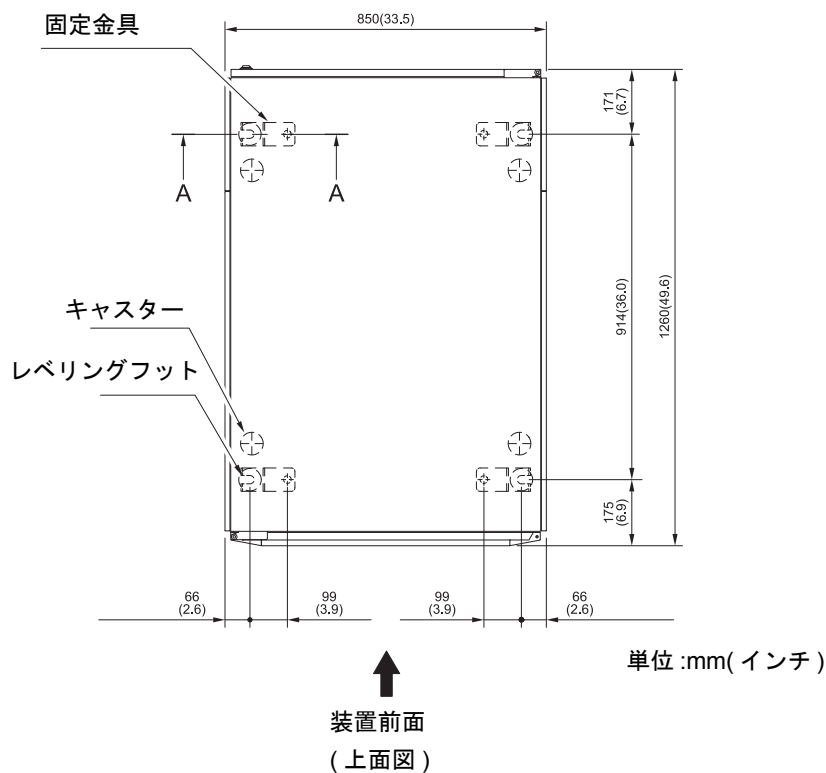 850(33.5)
固定金具
171
(6.7)
A
A
914(36.0)
1260(49.6)
キャスター
レベリングフット
175
(6.9)
66
(2.6)
99
(3.9)
99
(3.9)
66
(2.6)
単位 :mm( インチ )
装置前面
( 上面図 )